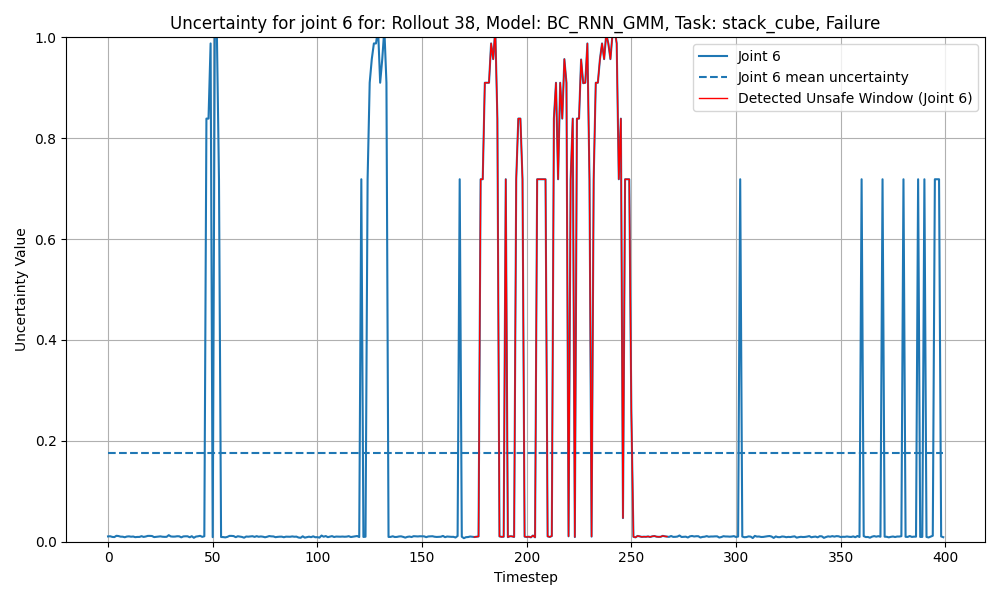 Uncertainty for joint 6 for: Rollout 38, Model: BC_RNN_GMM, Task: stack_cube, Failure
Joint 6
Joint 6 mean uncertainty
Detected Unsafe Window (Joint 6)
Uncertainty Value
1.0
0.8
0.6
0.4
0.2
0.0
0 50 100 150 200 250 300 350 400
Timestep